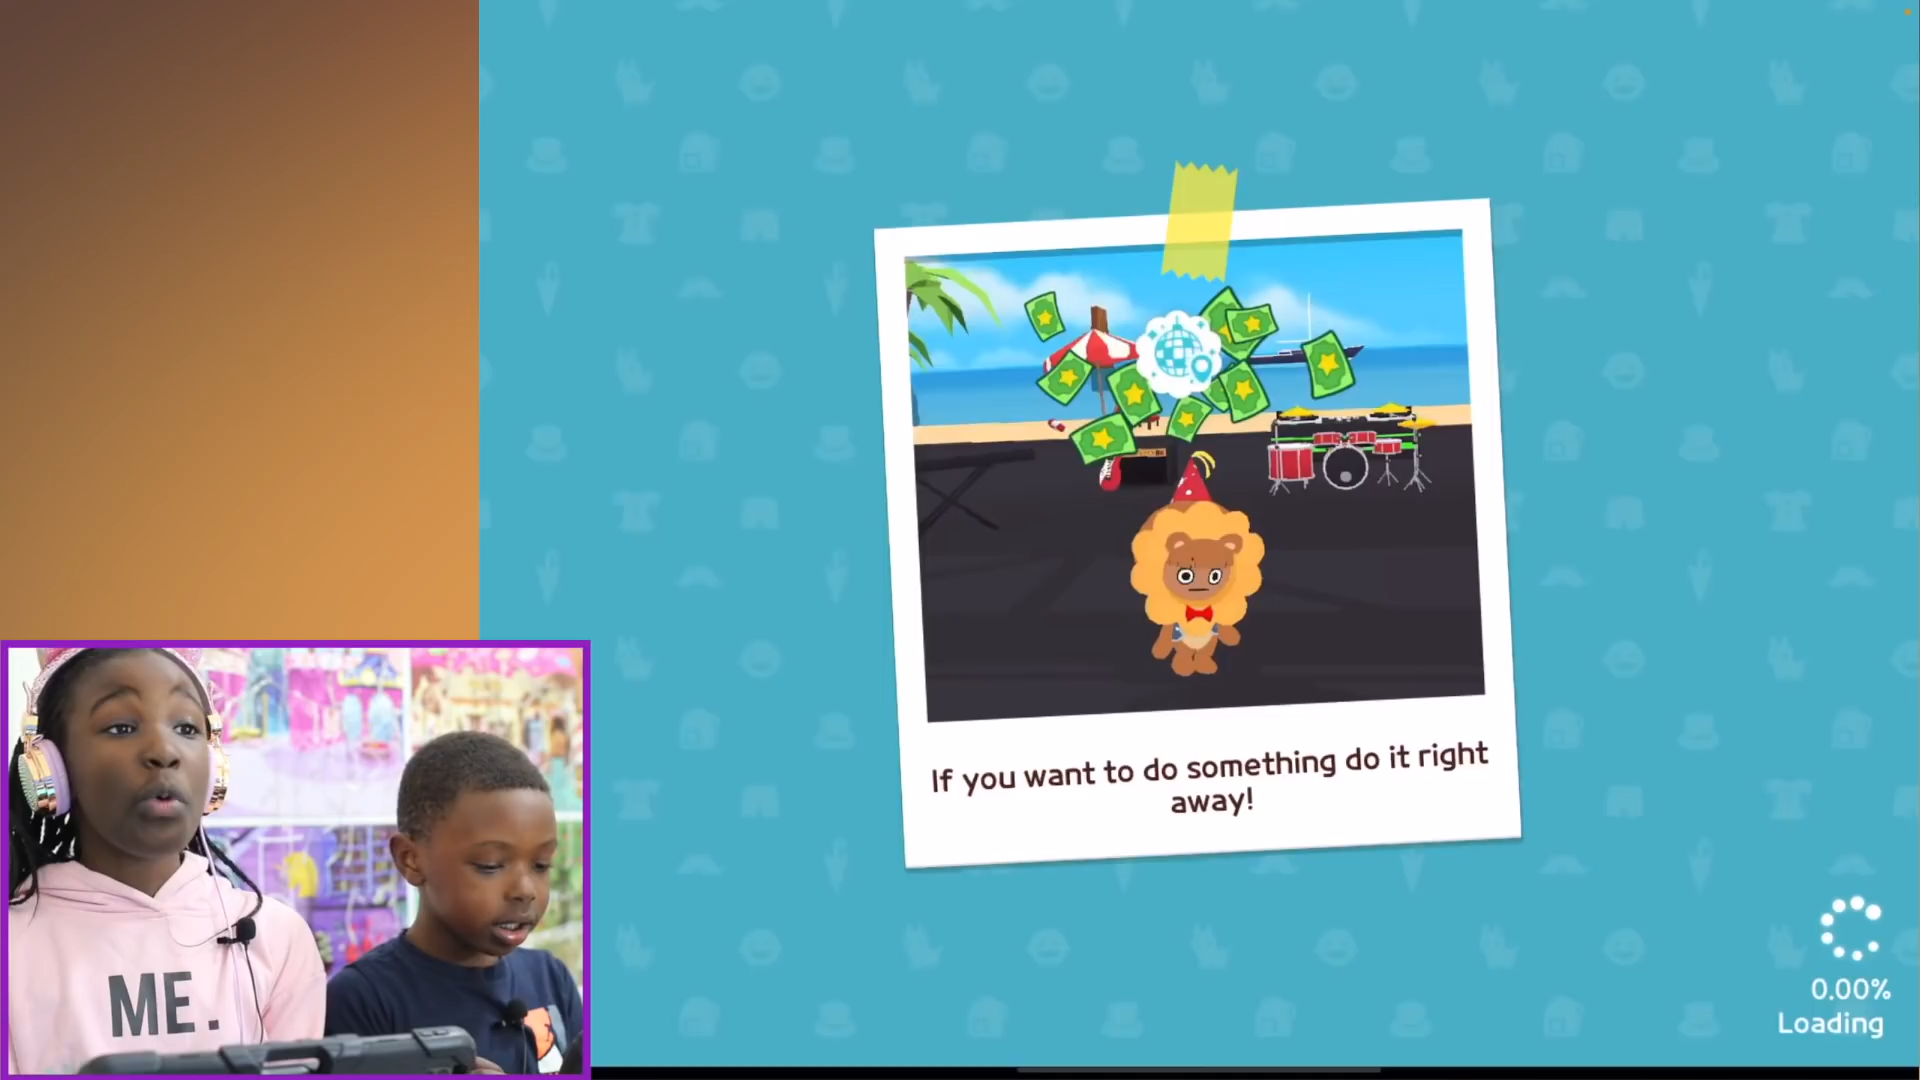 If you want to do something do it right
away!
ME.
0.00%
Loading